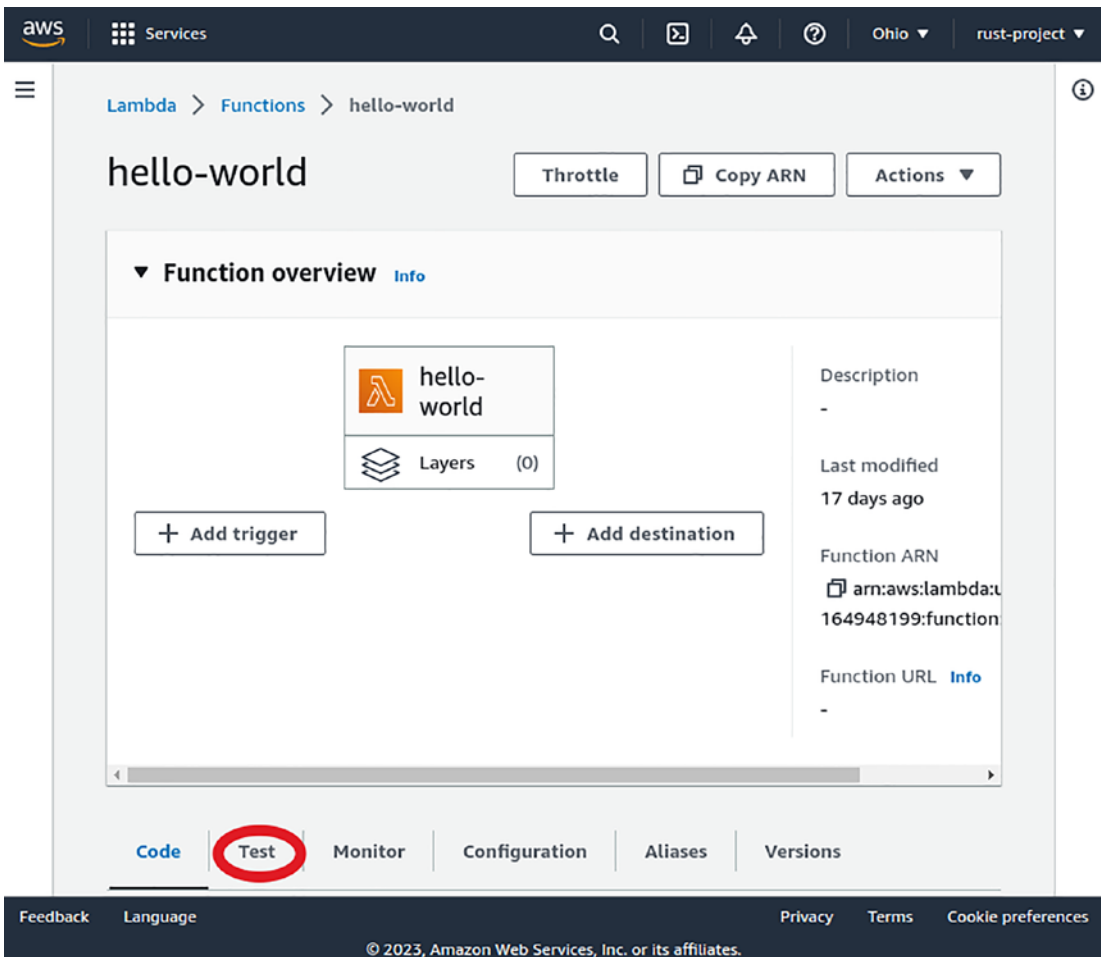 aws Services Ohio rust-project
Lambda Functions hello-world
hello-world
Throttle Copy ARN Actions
Function overview Info
hello-
world
Layers (0)
Add trigger
Add destination
Description
-
Last modified
17 days ago
Function ARN
arn:aws:lambda:u
164948199:function:
Function URL Info
-
Code Test Monitor Configuration Aliases Versions
Feedback Language Privacy Terms Cookie preferences
© 2023, Amazon Web Services, Inc. or its affiliates.